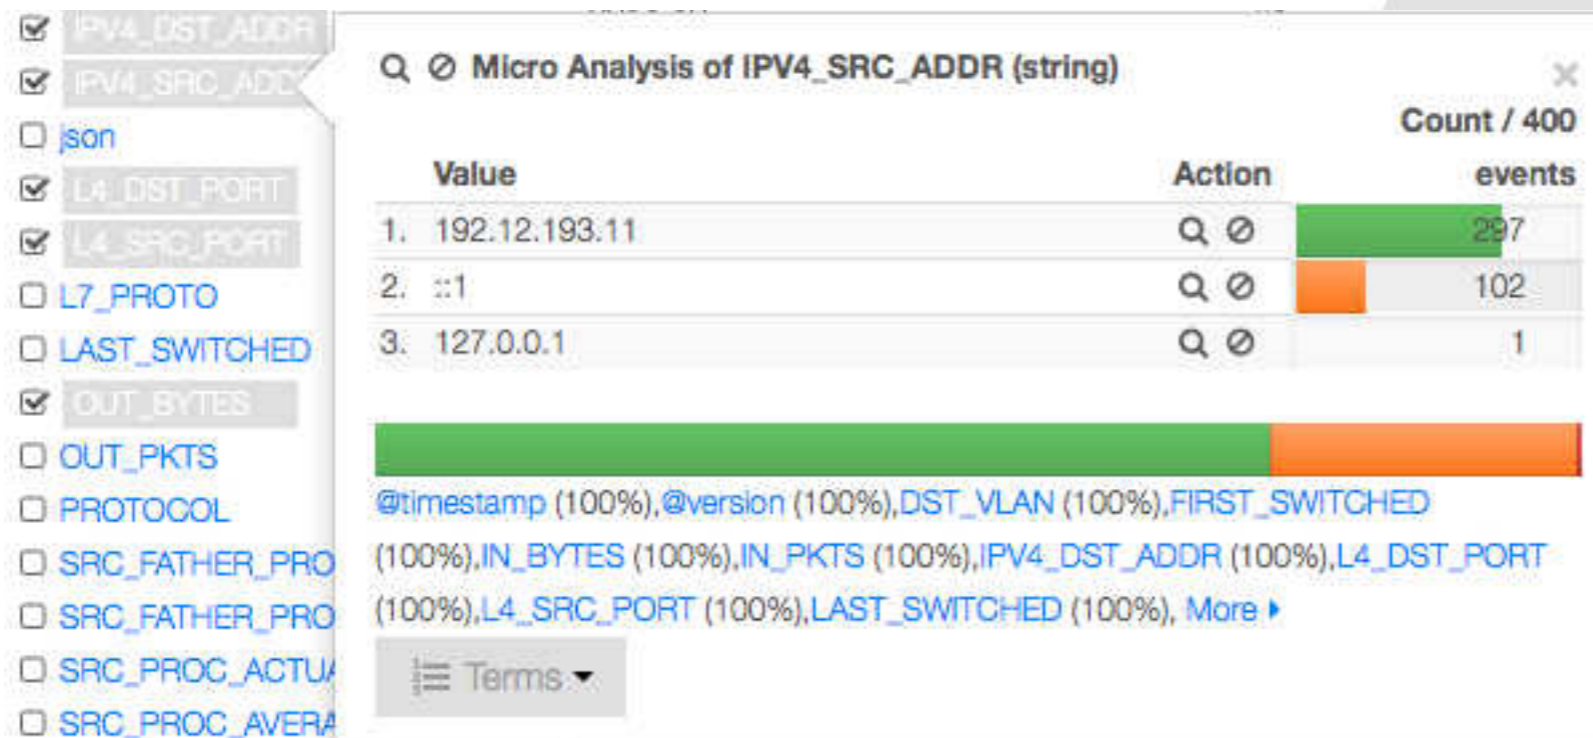 IPV4_DST_ADDR
IPV4_SRC_ADD
json
L4_DST_PORT
L4_SRC_PORT
L7_PROTO
LAST_SWITCHED
OUT_BYTES
OUT_PKTS
PROTOCOL
SRC_FATHER_PRO
SRC_FATHER_PRO
SRC_PROC_ACTUA
SRC_PROC_AVERA
Micro Analysis of IPV4_SRC_ADDR (string)
Count / 400
Value Action events
1. 192.12.193.11 297
2. ::1 102
3. 127.0.0.1 1
@timestamp (100%),@version (100%),DST_VLAN (100%),FIRST_SWITCHED
(100%),IN_BYTES (100%),IN_PKTS (100%),IPV4_DST_ADDR (100%),L4_DST_PORT
(100%),L4_SRC_PORT (100%),LAST_SWITCHED (100%), More
Terms